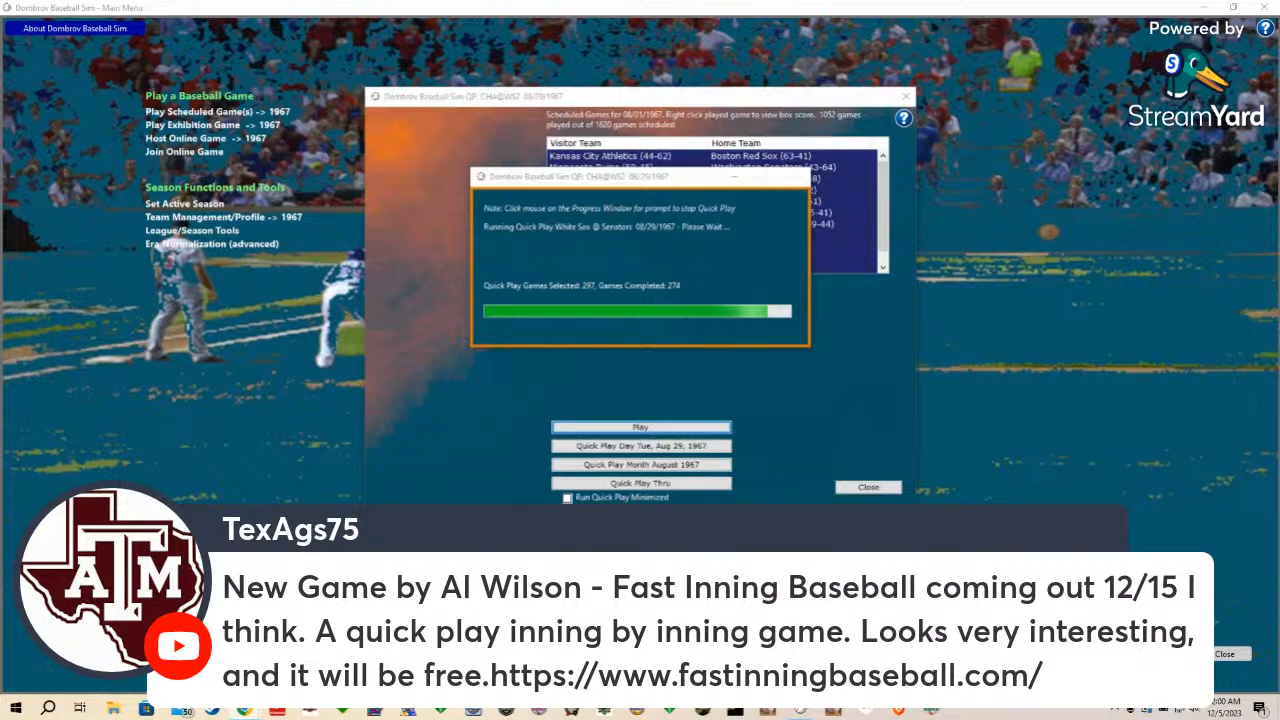 Dombrov Baseball Sim - Main Menu
About Dombrov Baseball Sim
Powered by
StreamYard
Play a Baseball Game
Play Scheduled Game(s) -> 1967
Play Exhibition Game -> 1967
Host Online Game -> 1967
Join Online Game
Season Functions and Tools
Set Active Season
Team Management/Profile -> 1967
League/Season Tools
Era Normalization (advanced)
Dombrov Baseball Sim QP: CHA@WS2 08/29/1967
Scheduled Games for 08/01/1967. Right click played game to view box score. 1052 games
played out of 1620 games scheduled.
Visitor Team Home Team
Kansas City Athletics (44-62) Boston Red Sox (63-41)
43-64)
Dombrov Baseball Sim QP: CHA@WS2 08/29/1967
Note: Click mouse on the Progress Window for prompt to stop Quick Play
Running Quick Play White Sox @ Senators 08/29/1967 - Please Wait ...
Quick Play Games Selected: 297, Games Completed: 274
Play
Quick Play Day Tue, Aug 29, 1967
Quick Play Month August 1967
Quick Play Thru
Run Quick Play Minimized
Close
TexAgs75
New Game by Al Wilson - Fast Inning Baseball coming out 12/15 I
think. A quick play inning by inning game. Looks very interesting,
and it will be free.https://www.fastinningbaseball.com/
ATM
Close
12/5/2023